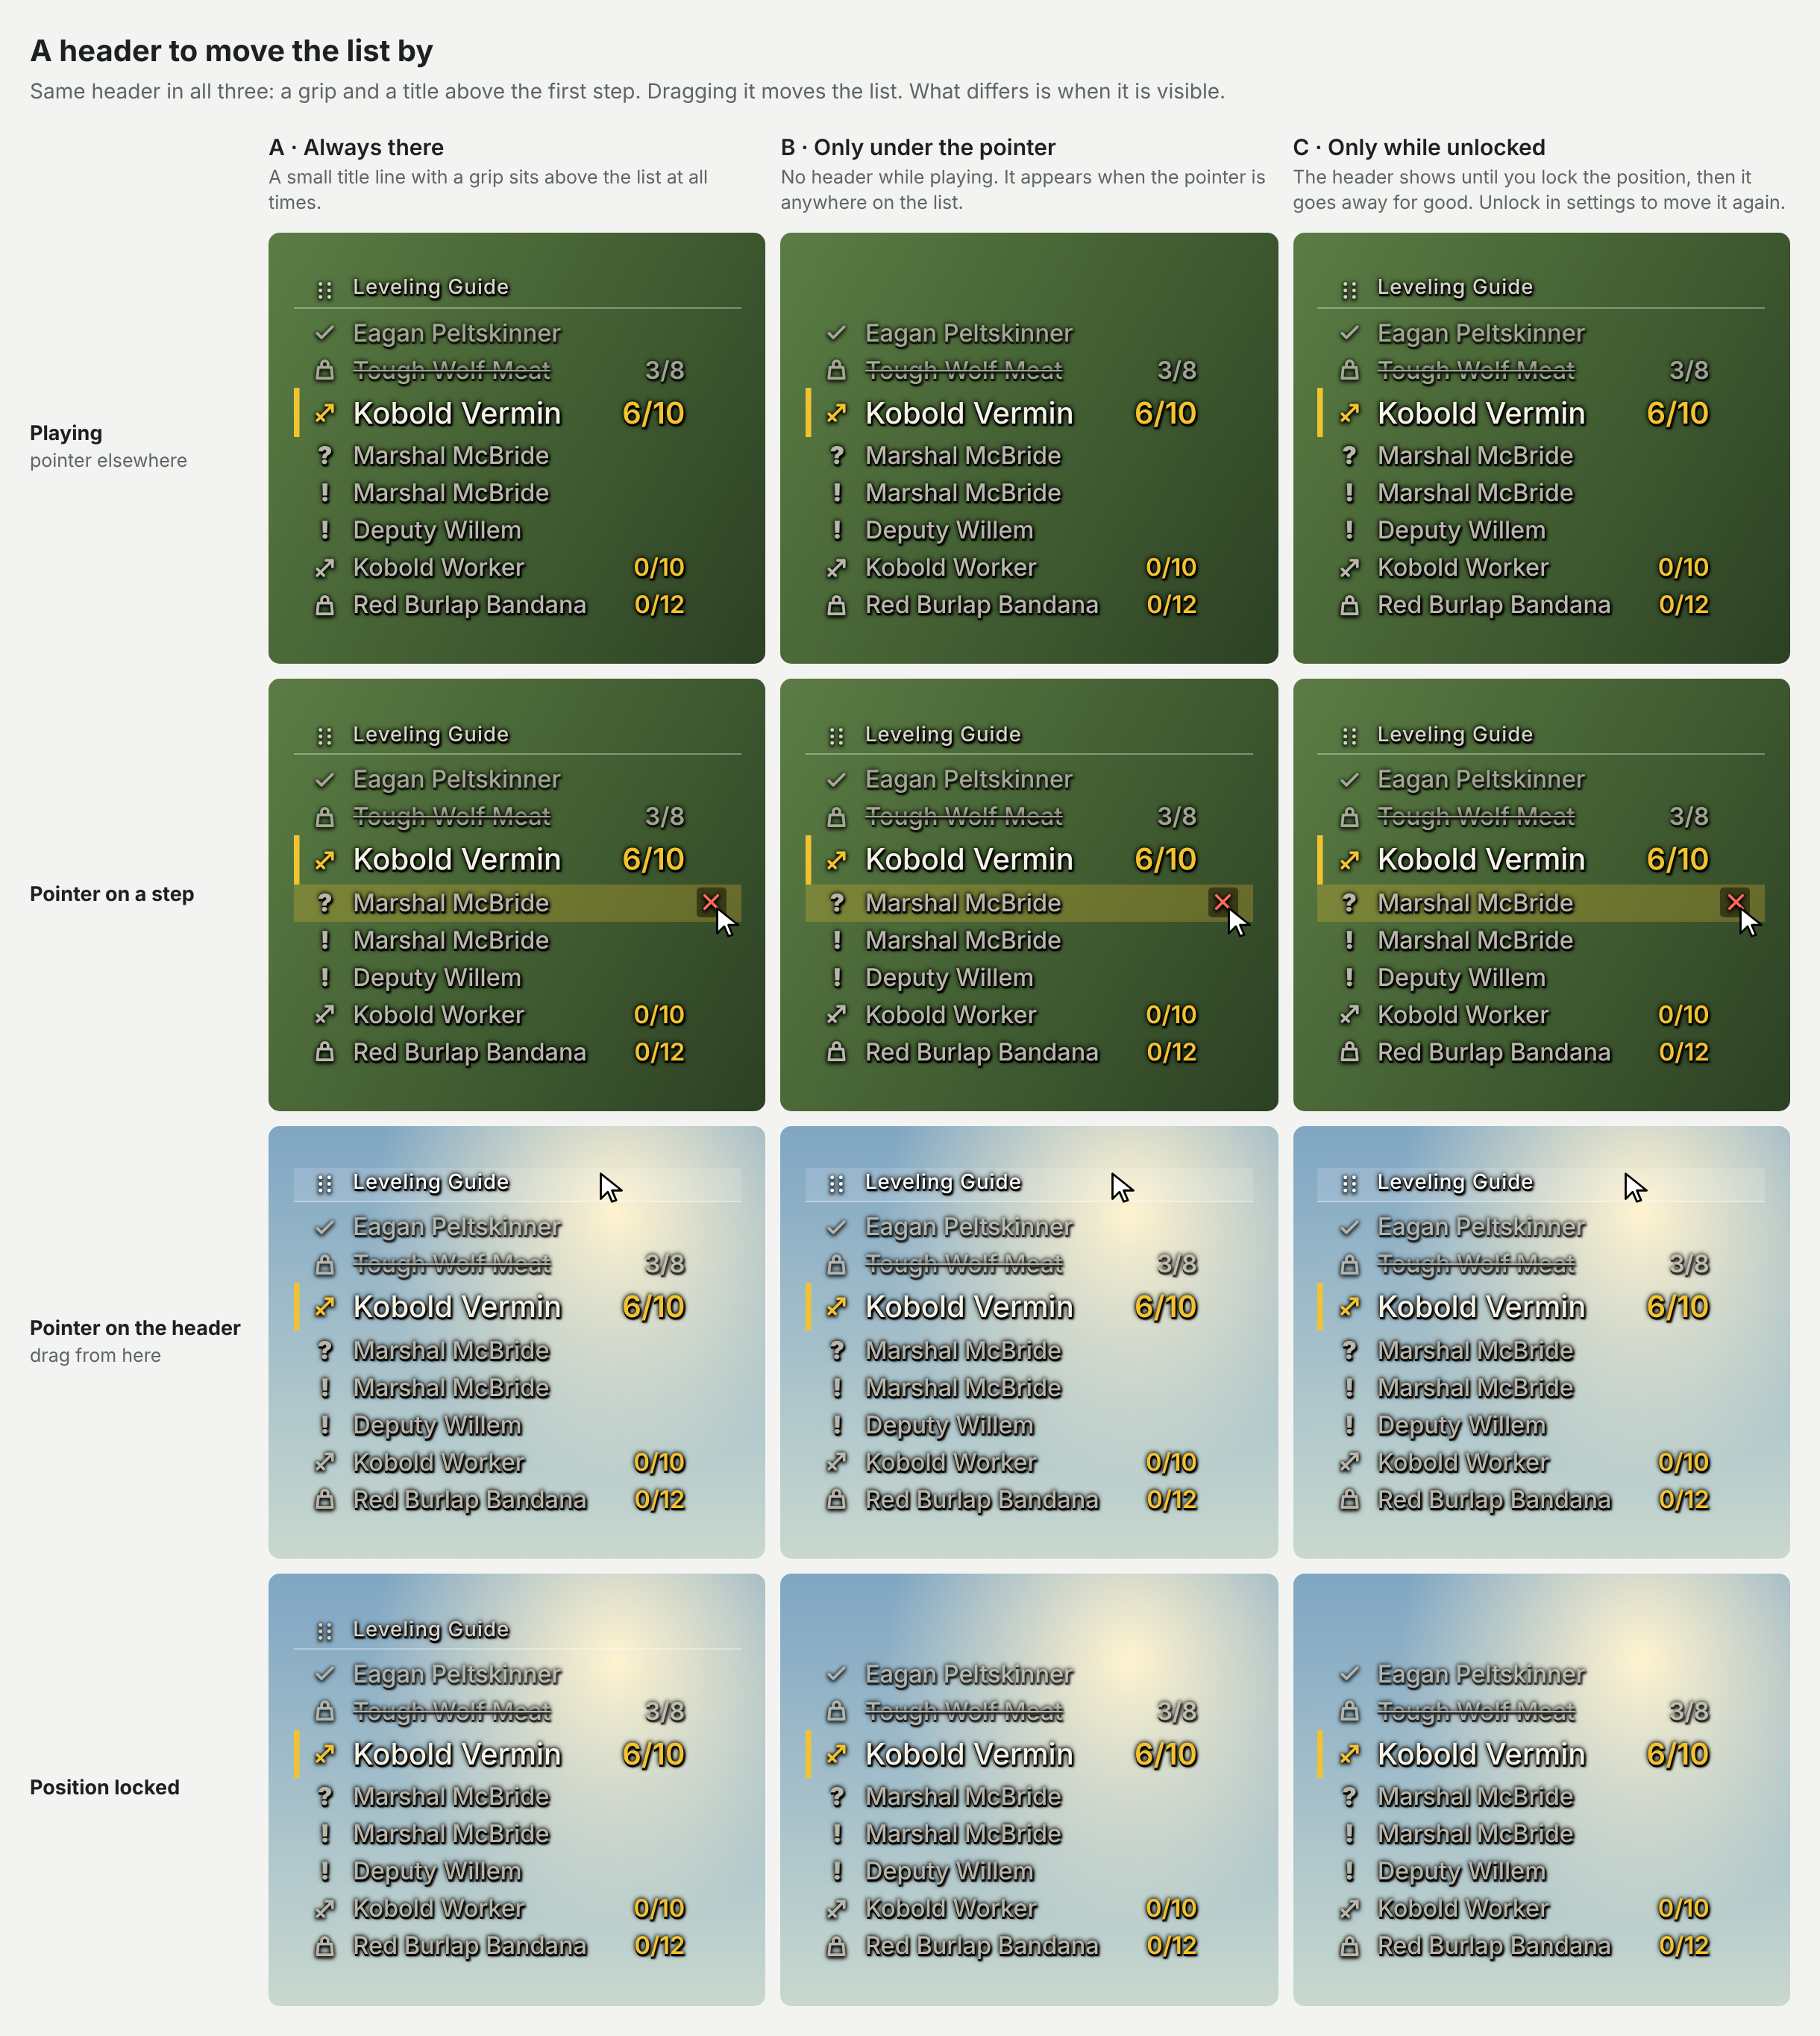 A header to move the list by
Same header in all three: a grip and a title above the first step. Dragging it moves the list. What differs is when it is visible.
A · Always there
A small title line with a grip sits above the list at all
times.
B · Only under the pointer
No header while playing. It appears when the pointer is
anywhere on the list.
C · Only while unlocked
The header shows until you lock the position, then it
goes away for good. Unlock in settings to move it again.
Playing
pointer elsewhere
Leveling Guide
Eagan Peltskinner
Tough Wolf Meat 3/8
Kobold Vermin 6/10
? Marshal McBride
! Marshal McBride
! Deputy Willem
Kobold Worker 0/10
Red Burlap Bandana 0/12
Eagan Peltskinner
Tough Wolf Meat 3/8
Kobold Vermin 6/10
? Marshal McBride
! Marshal McBride
! Deputy Willem
Kobold Worker 0/10
Red Burlap Bandana 0/12
Leveling Guide
Eagan Peltskinner
Tough Wolf Meat 3/8
Kobold Vermin 6/10
? Marshal McBride
! Marshal McBride
! Deputy Willem
Kobold Worker 0/10
Red Burlap Bandana 0/12
Pointer on a step
Leveling Guide
Eagan Peltskinner
Tough Wolf Meat 3/8
Kobold Vermin 6/10
? Marshal McBride
! Marshal McBride
! Deputy Willem
Kobold Worker 0/10
Red Burlap Bandana 0/12
Leveling Guide
Eagan Peltskinner
Tough Wolf Meat 3/8
Kobold Vermin 6/10
? Marshal McBride
! Marshal McBride
! Deputy Willem
Kobold Worker 0/10
Red Burlap Bandana 0/12
Leveling Guide
Eagan Peltskinner
Tough Wolf Meat 3/8
Kobold Vermin 6/10
? Marshal McBride
! Marshal McBride
! Deputy Willem
Kobold Worker 0/10
Red Burlap Bandana 0/12
Pointer on the header
drag from here
Leveling Guide
Eagan Peltskinner
Tough Wolf Meat 3/8
Kobold Vermin 6/10
? Marshal McBride
! Marshal McBride
! Deputy Willem
Kobold Worker 0/10
Red Burlap Bandana 0/12
Leveling Guide
Eagan Peltskinner
Tough Wolf Meat 3/8
Kobold Vermin 6/10
? Marshal McBride
! Marshal McBride
! Deputy Willem
Kobold Worker 0/10
Red Burlap Bandana 0/12
Leveling Guide
Eagan Peltskinner
Tough Wolf Meat 3/8
Kobold Vermin 6/10
? Marshal McBride
! Marshal McBride
! Deputy Willem
Kobold Worker 0/10
Red Burlap Bandana 0/12
Position locked
Leveling Guide
Eagan Peltskinner
Tough Wolf Meat 3/8
Kobold Vermin 6/10
? Marshal McBride
! Marshal McBride
! Deputy Willem
Kobold Worker 0/10
Red Burlap Bandana 0/12
Eagan Peltskinner
Tough Wolf Meat 3/8
Kobold Vermin 6/10
? Marshal McBride
! Marshal McBride
! Deputy Willem
Kobold Worker 0/10
Red Burlap Bandana 0/12
Eagan Peltskinner
Tough Wolf Meat 3/8
Kobold Vermin 6/10
? Marshal McBride
! Marshal McBride
! Deputy Willem
Kobold Worker 0/10
Red Burlap Bandana 0/12